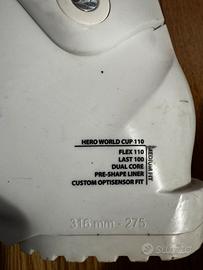 HERO WORLD CUP 110
FLEX 110
LAST 100
DUAL CORE
PRE-SHAPE LINER
CUSTOM OPTISENSOR FIT
MEDIUM FIT
316 mm - 275
Subito